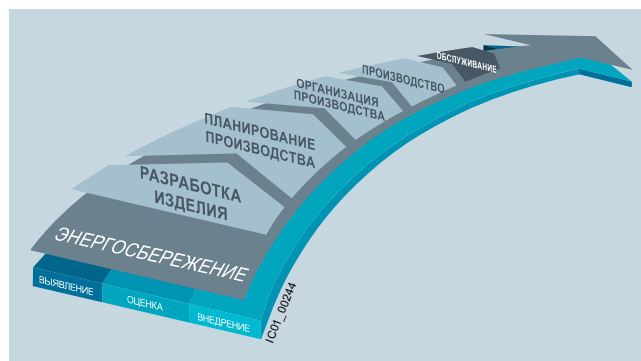 ОБСЛУЖИВАНИЕ
ПРОИЗВОДСТВО
ОРГАНИЗАЦИЯ
ПРОИЗВОДСТВА
ПЛАНИРОВАНИЕ
ПРОИЗВОДСТВА
РАЗРАБОТКА
ИЗДЕЛИЯ
ЭНЕРГОСБЕРЕЖЕНИЕ
ВЫЯВЛЕНИЕ
ОЦЕНКА
ВНЕДРЕНИЕ
IC01_00244